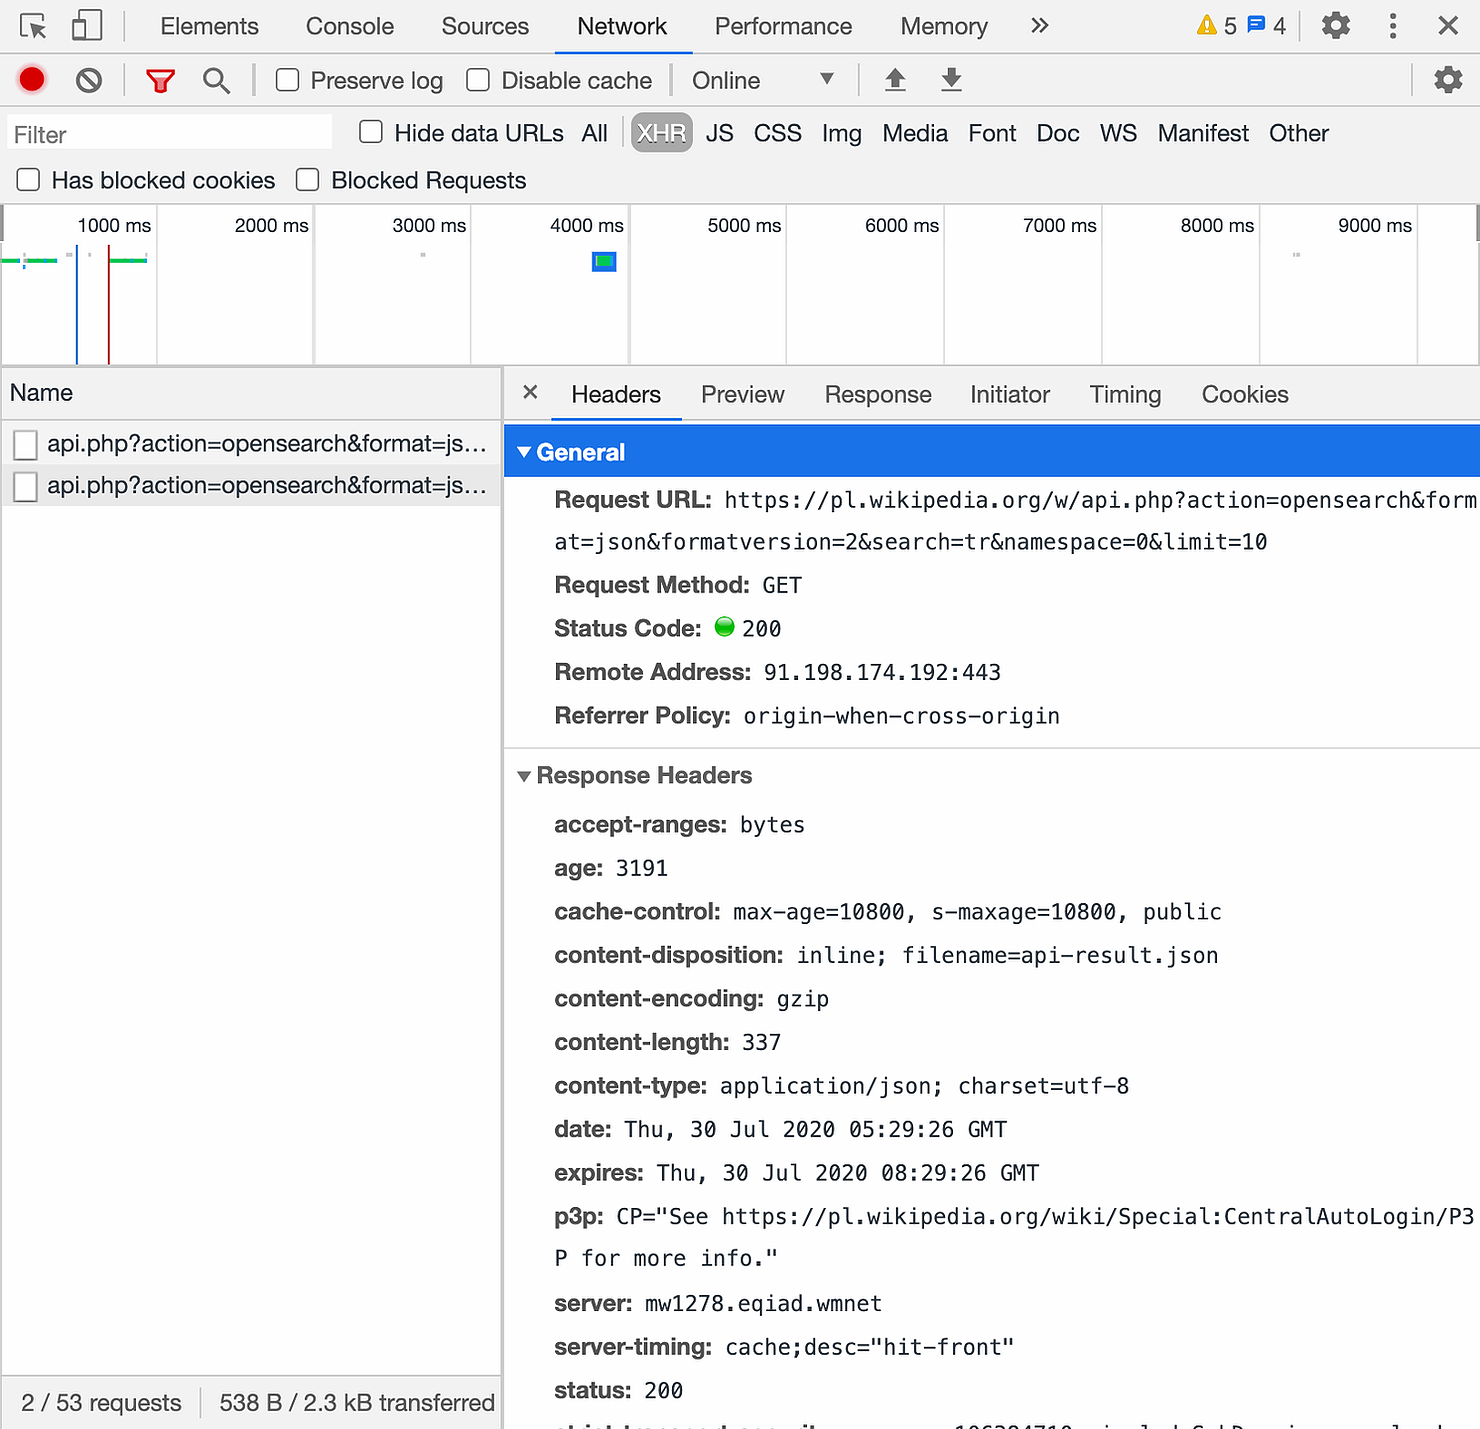 Elements Console Sources Network Performance Memory » 5 4
Preserve log Disable cache Online
Filter Hide data URLs All XHR JS CSS Img Media Font Doc WS Manifest Other
Has blocked cookies Blocked Requests
1000 ms 2000 ms 3000 ms 4000 ms 5000 ms 6000 ms 7000 ms 8000 ms 9000 ms
Name
api.php?action=opensearch&format=js…
api.php?action=opensearch&format=js…
Headers Preview Response Initiator Timing Cookies
General
Request URL: https://pl.wikipedia.org/w/api.php?action=opensearch&form
at=json&formatversion=2&search=tr&namespace=0&limit=10
Request Method: GET
Status Code: 200
Remote Address: 91.198.174.192:443
Referrer Policy: origin-when-cross-origin
Response Headers
accept-ranges: bytes
age: 3191
cache-control: max-age=10800, s-maxage=10800, public
content-disposition: inline; filename=api-result.json
content-encoding: gzip
content-length: 337
content-type: application/json; charset=utf-8
date: Thu, 30 Jul 2020 05:29:26 GMT
expires: Thu, 30 Jul 2020 08:29:26 GMT
p3p: CP="See https://pl.wikipedia.org/wiki/Special:CentralAutoLogin/P3
P for more info."
server: mw1278.eqiad.wmnet
server-timing: cache;desc="hit-front"
status: 200
2 / 53 requests 538 B / 2.3 kB transferred